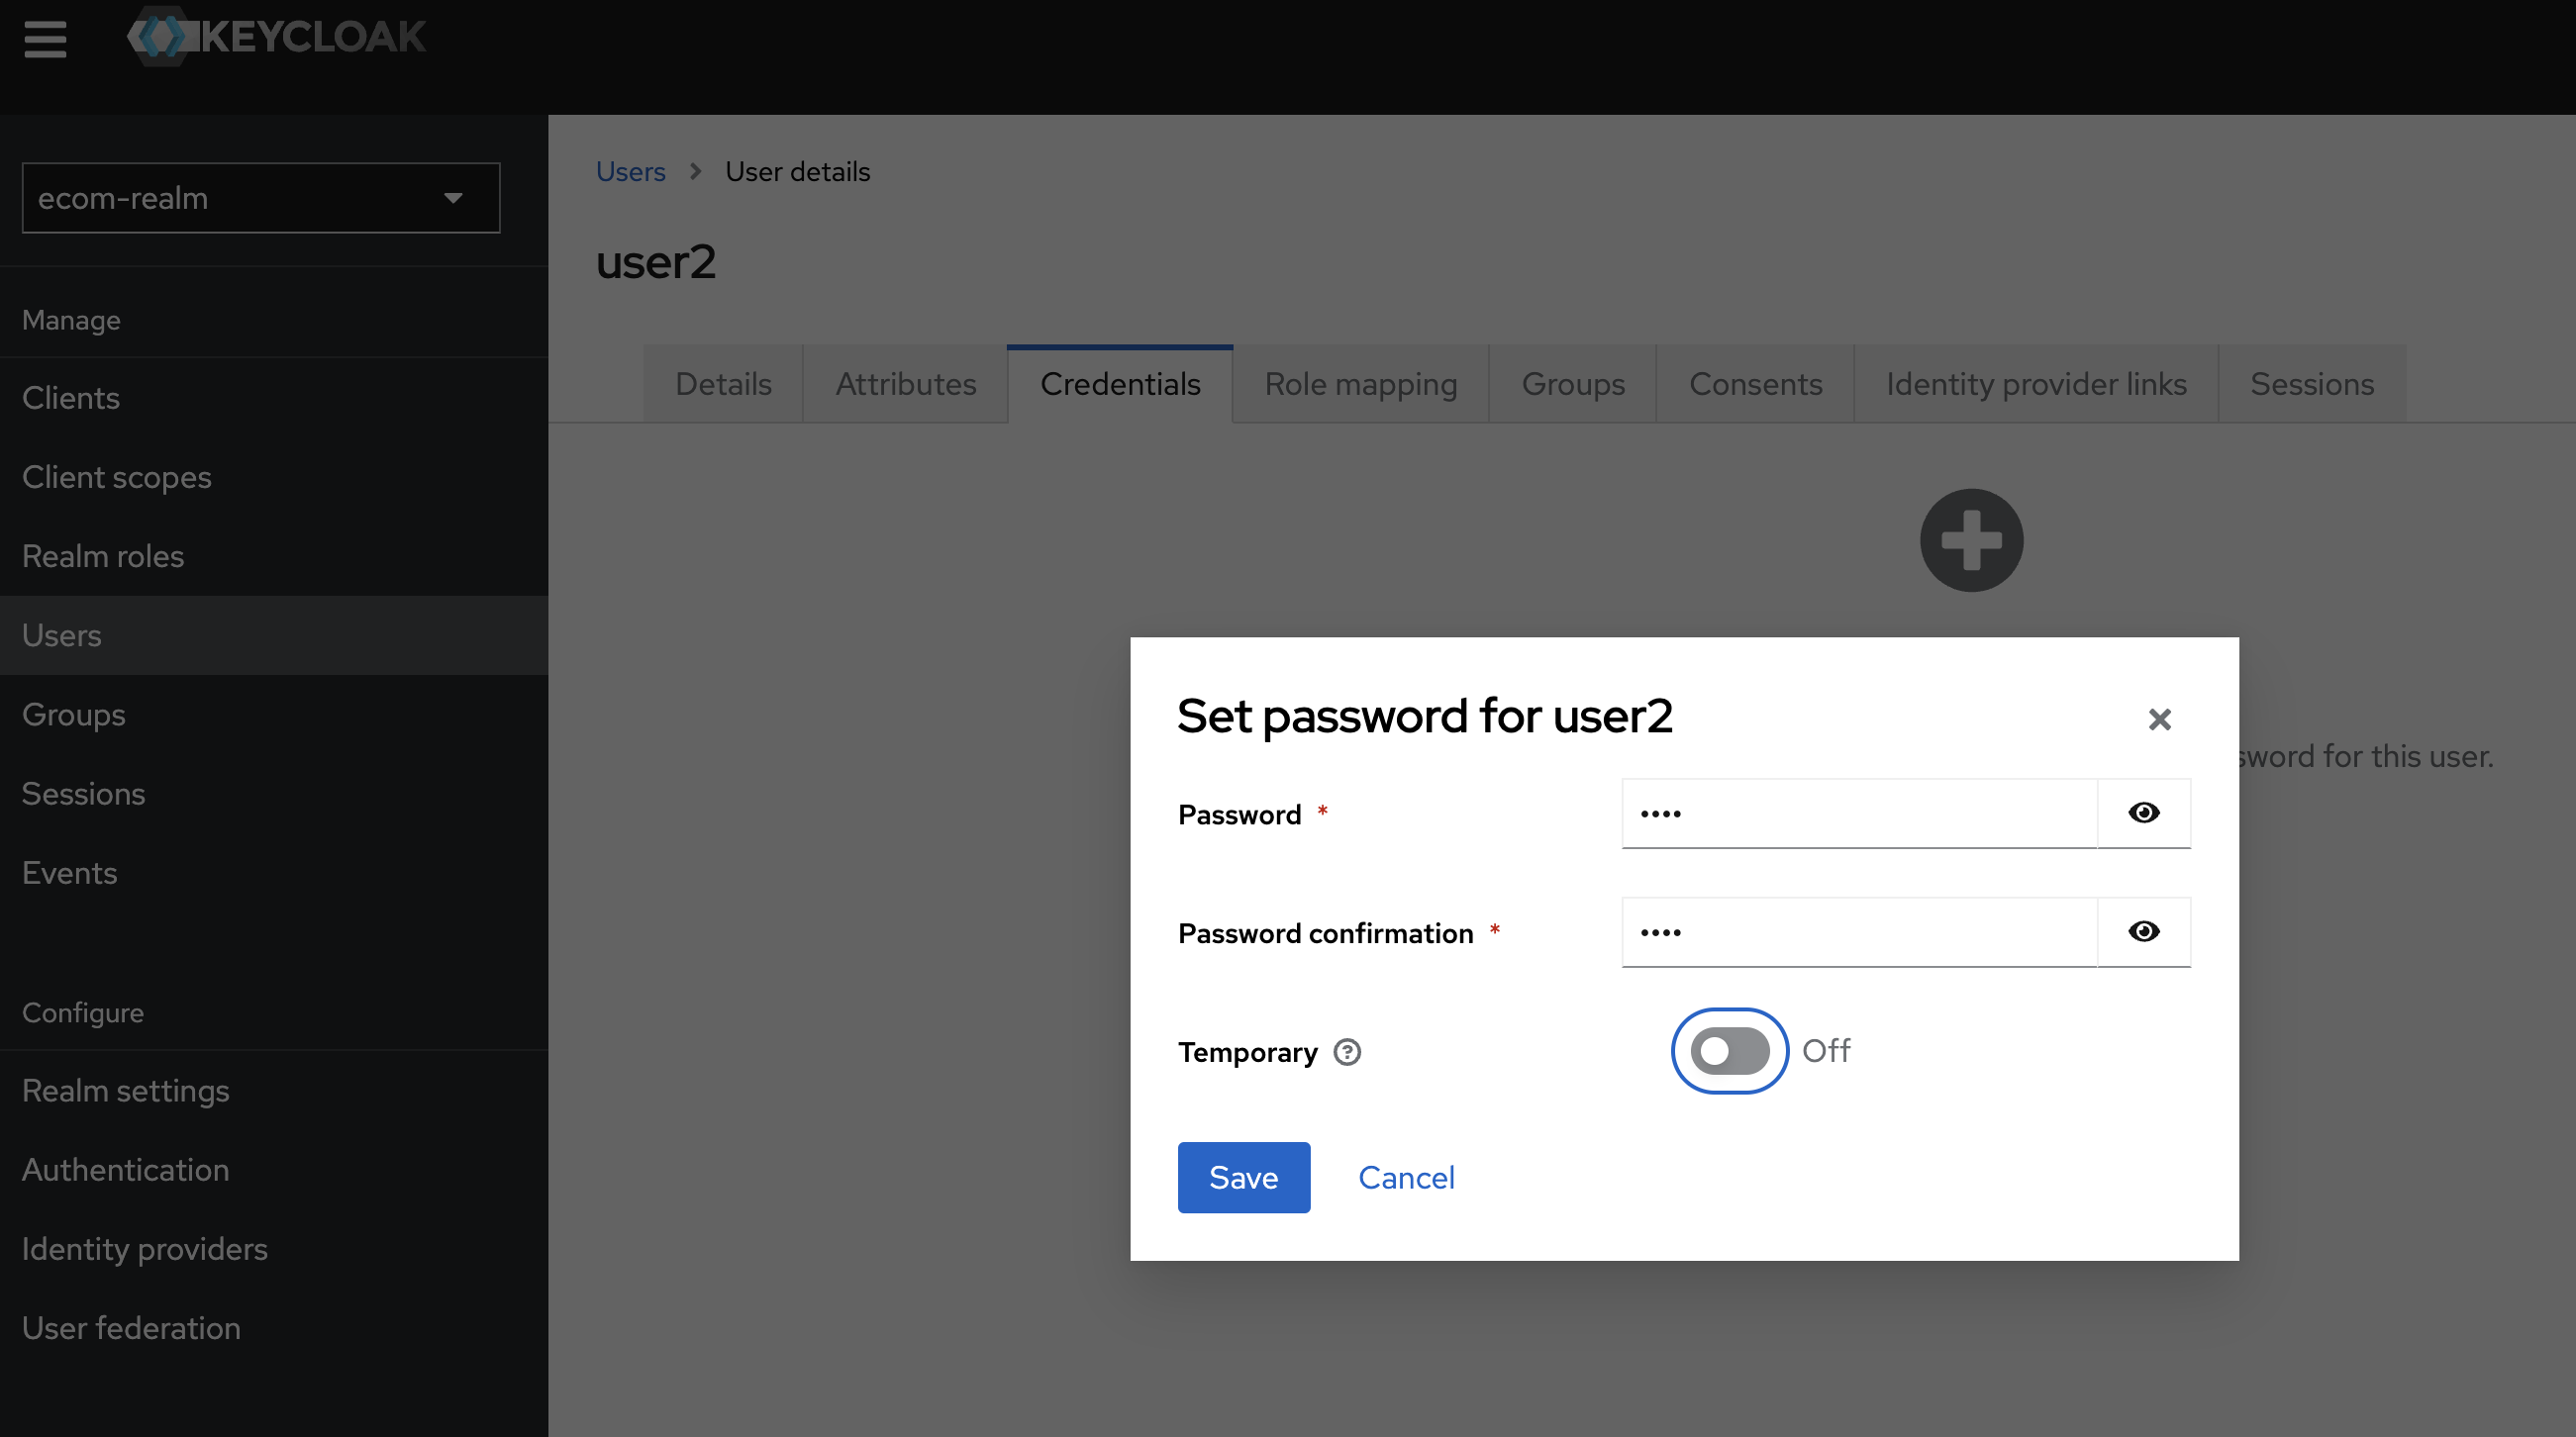 KEYCLOAK
ecom-realm
Manage
Clients
Client scopes
Realm roles
Users
Groups
Sessions
Events
Configure
Realm settings
Authentication
Identity providers
User federation
Users > User details
user2
Details Attributes Credentials Role mapping Groups Consents Identity provider links Sessions
sword for this user.
Set password for user2
Password *
••••
Password confirmation *
••••
Temporary ? Off
Save Cancel